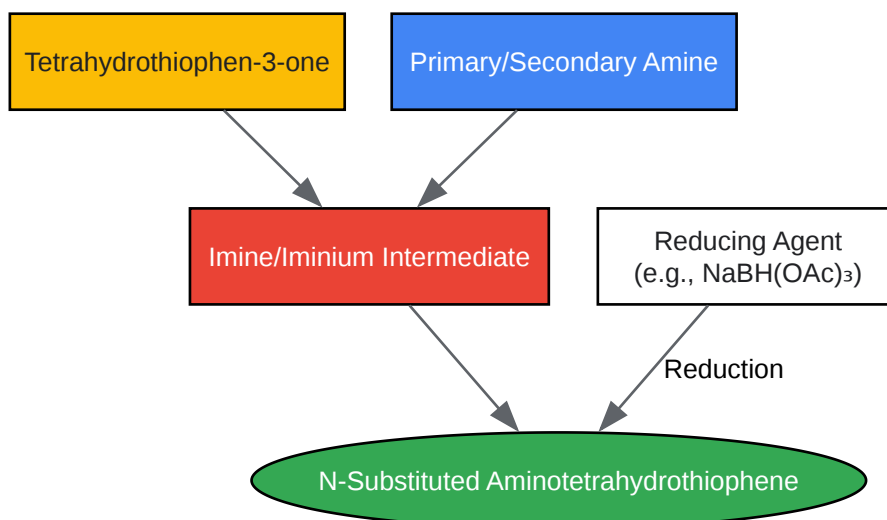 Tetrahydrothiophen-3-one
Primary/Secondary Amine
Imine/Iminium Intermediate
Reducing Agent
(e.g., NaBH(OAc)₃)
Reduction
N-Substituted Aminotetrahydrothiophene